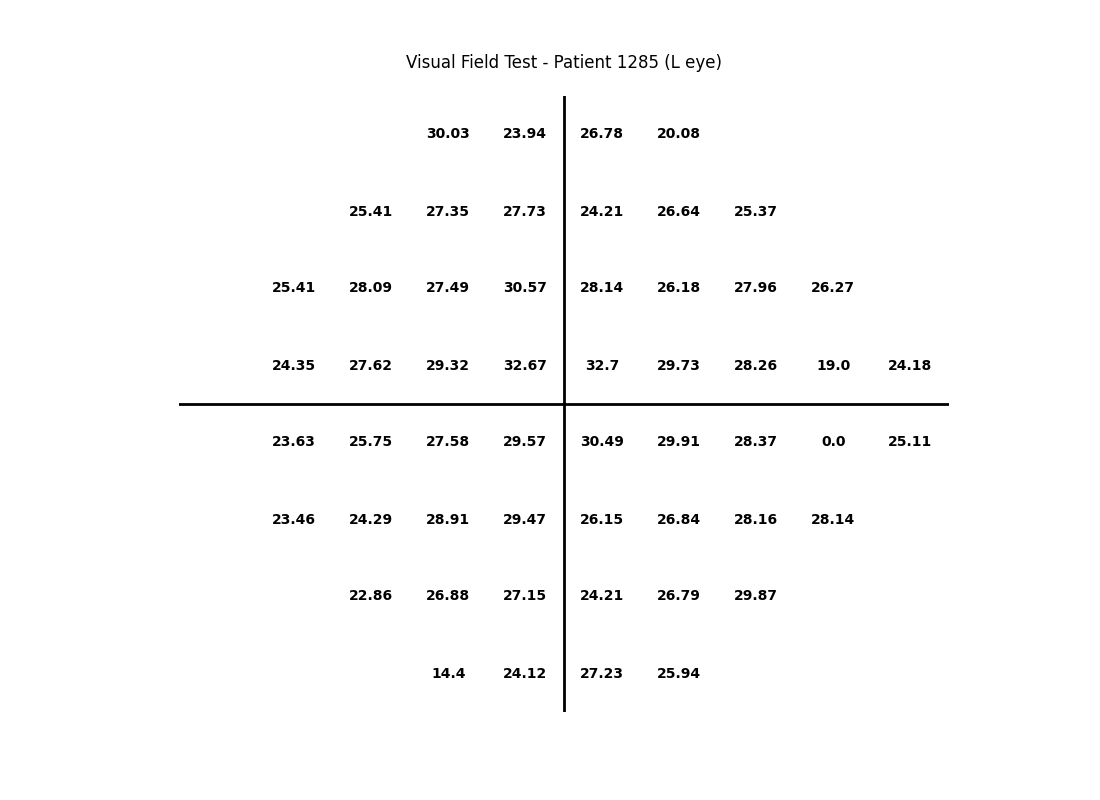 Visual Field Test - Patient 1285 (L eye)
30.03 23.94 26.78 20.08
25.41 27.35 27.73 24.21 26.64 25.37
25.41 28.09 27.49 30.57 28.14 26.18 27.96 26.27
24.35 27.62 29.32 32.67 32.7 29.73 28.26 19.0 24.18
23.63 25.75 27.58 29.57 30.49 29.91 28.37 0.0 25.11
23.46 24.29 28.91 29.47 26.15 26.84 28.16 28.14
22.86 26.88 27.15 24.21 26.79 29.87
14.4 24.12 27.23 25.94